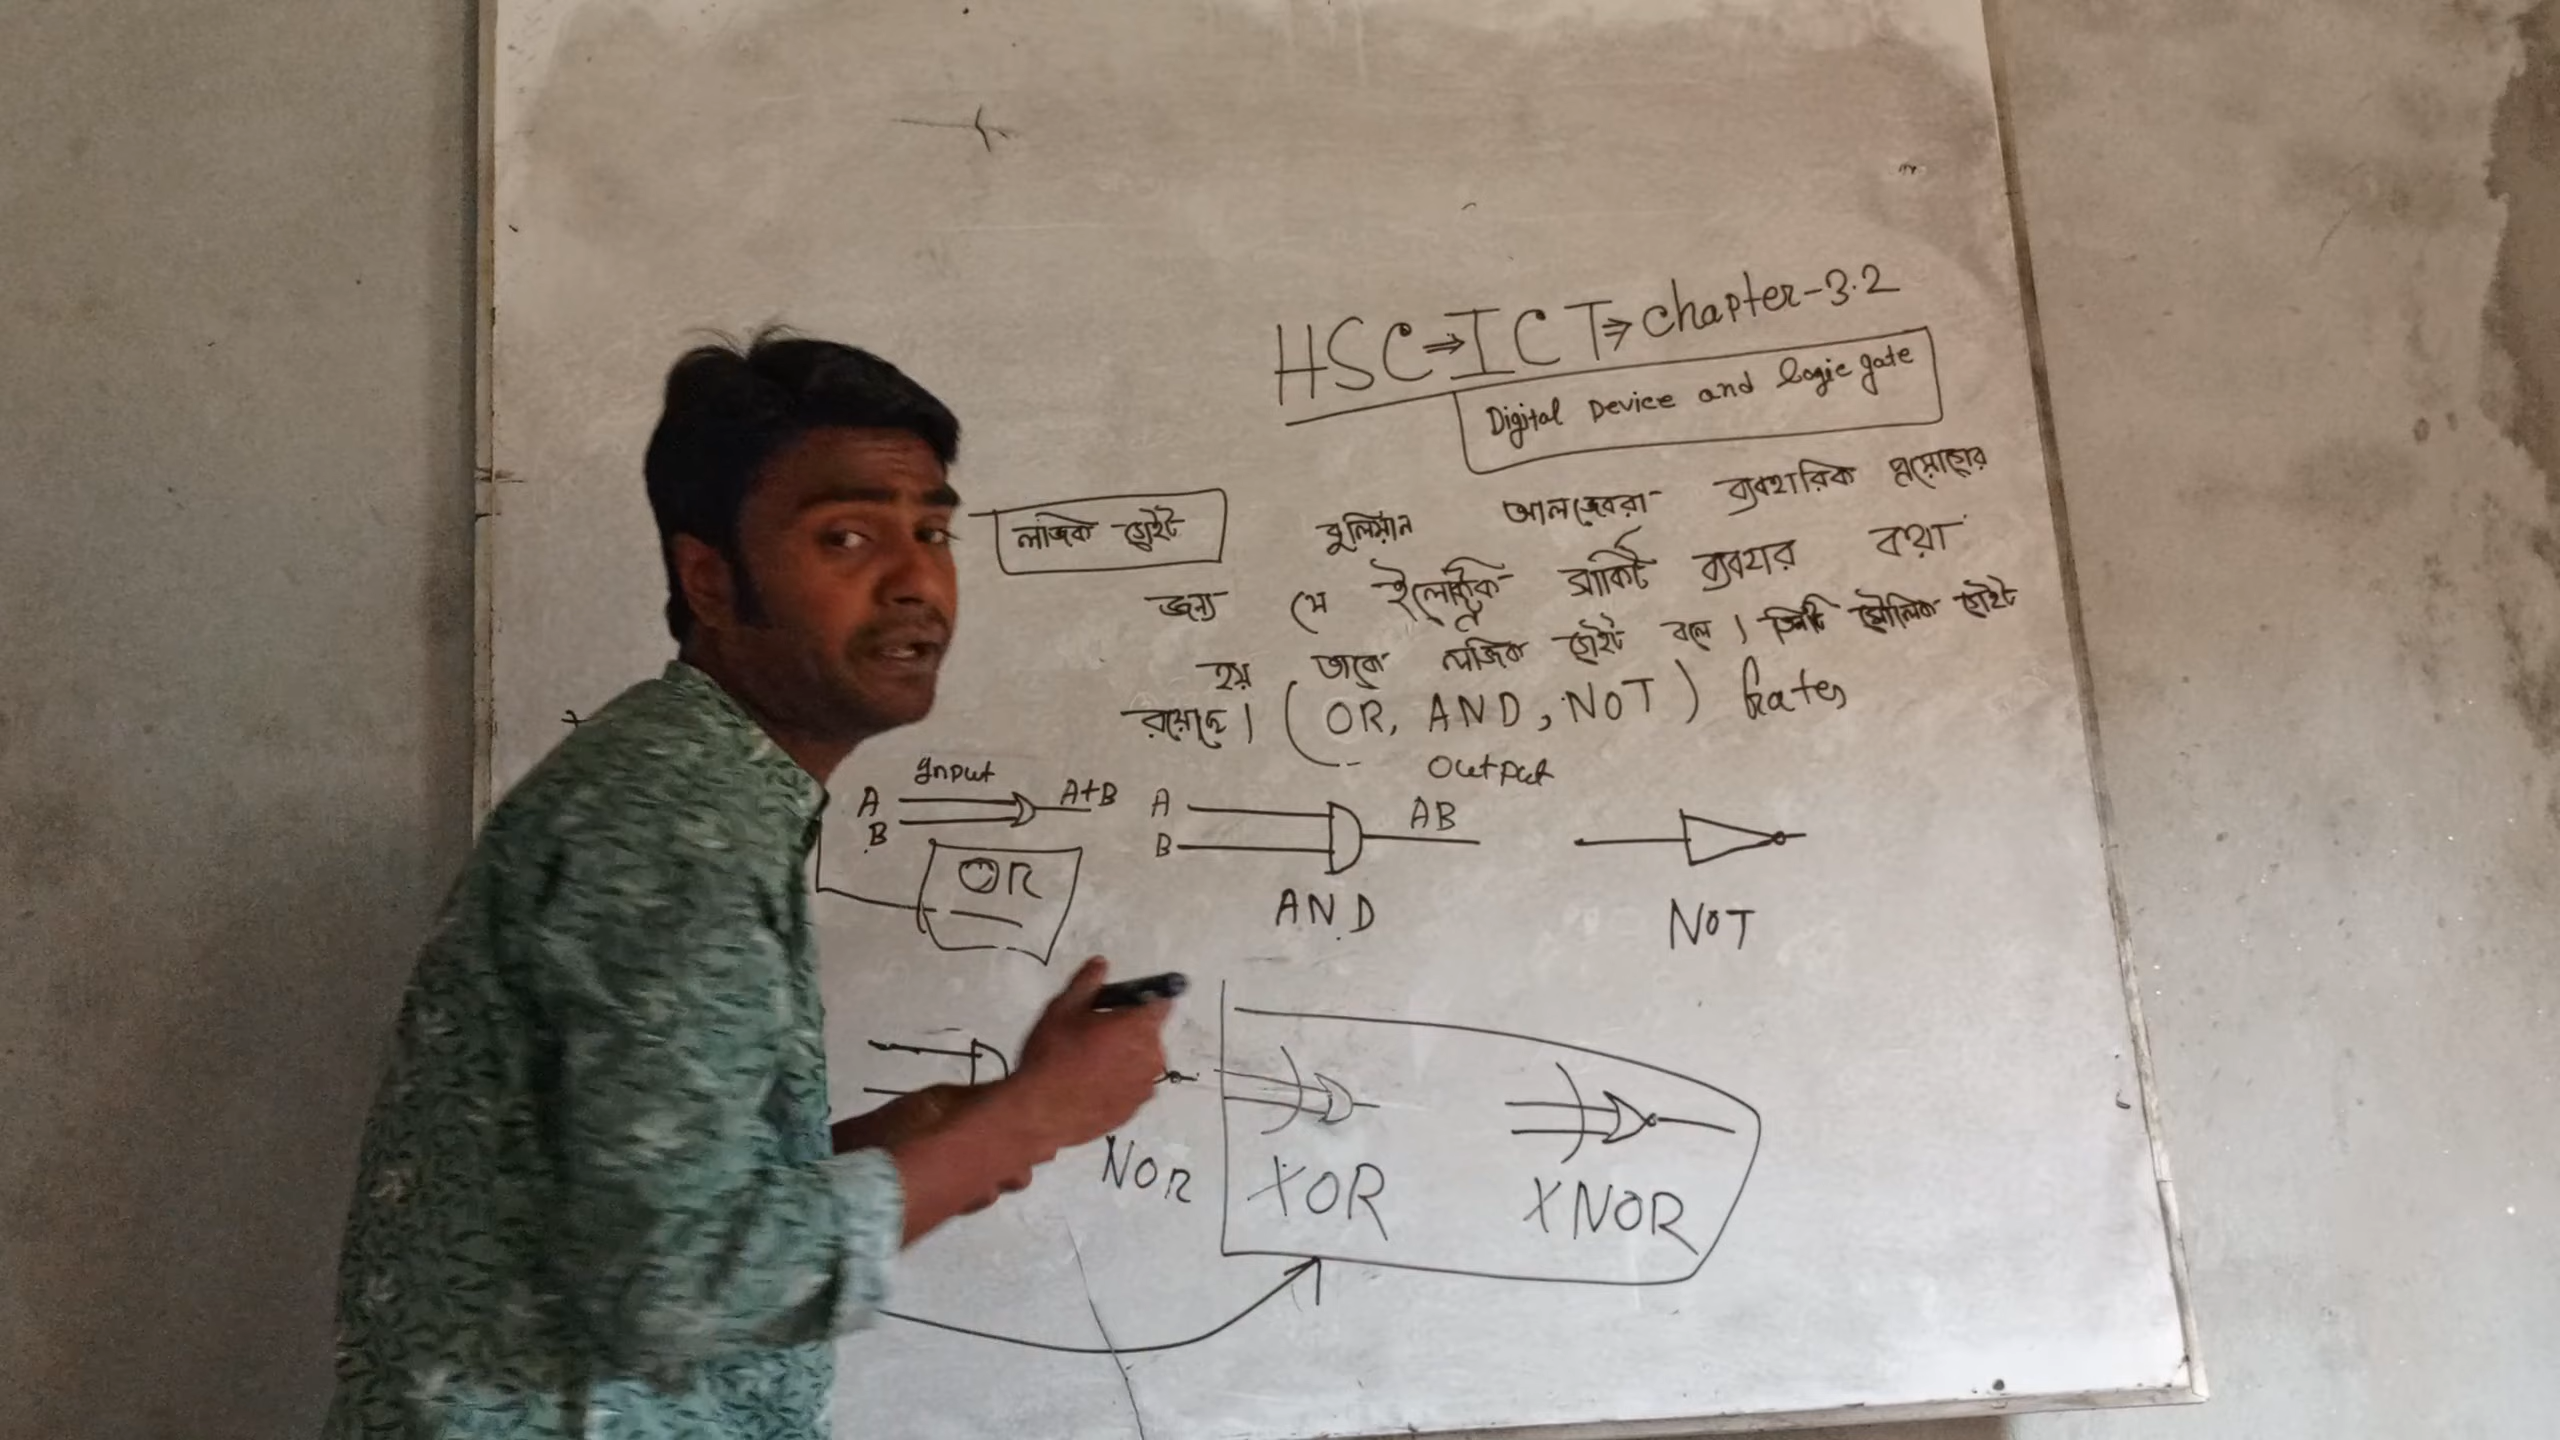 HSC⇒ICT⇒chapter-3.2
Digital Device and logic gate
লজিক গেইট
বুলিয়ান আলজেবরা ব্যবহারিক প্রয়োগের
জন্য যে ইলেকট্রনিক সার্কিট ব্যবহার করা
হয় তাকে লজিক গেইট বলে। তিনটি মৌলিক গেইট
রয়েছে। (OR, AND, NOT) Gates
Input
Output
A
B
A+B
OR
A
B
AB
AND
NOT
NOR
XOR
XNOR